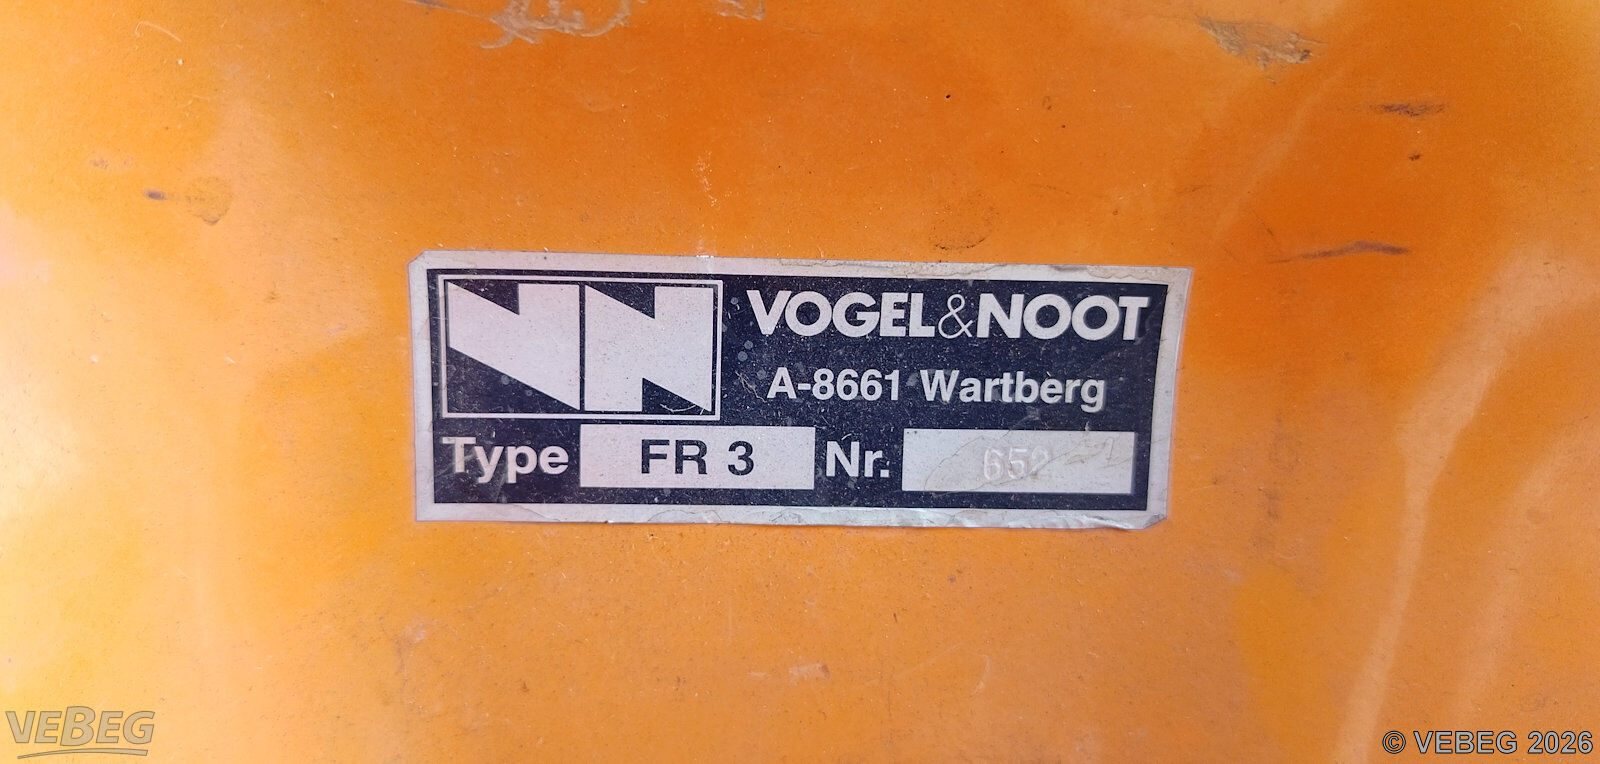 VOGEL&NOOT
A-8661 Wartberg
Type FR 3 Nr. 652
VEBEG
© VEBEG 2026